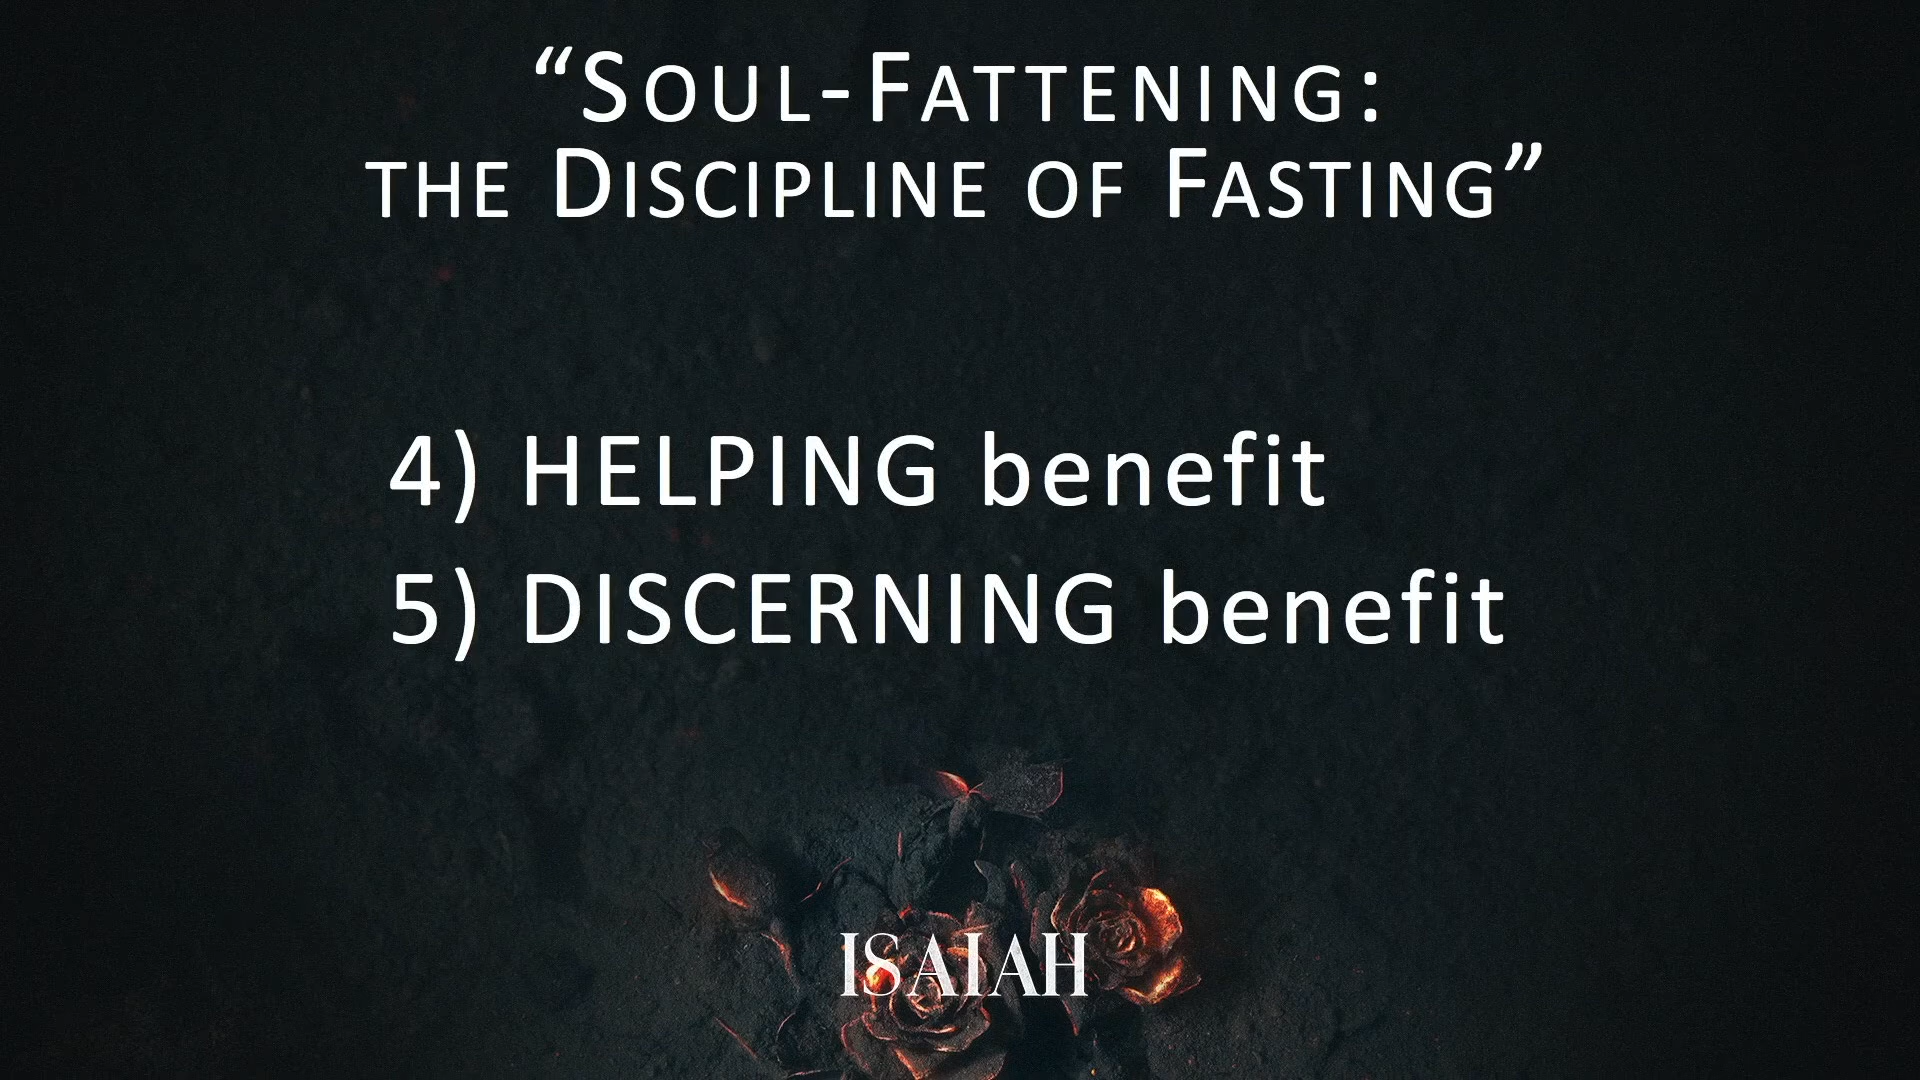 “SOUL-FATTENING:
THE DISCIPLINE OF FASTING”
4) HELPING benefit
5) DISCERNING benefit
ISAIAH